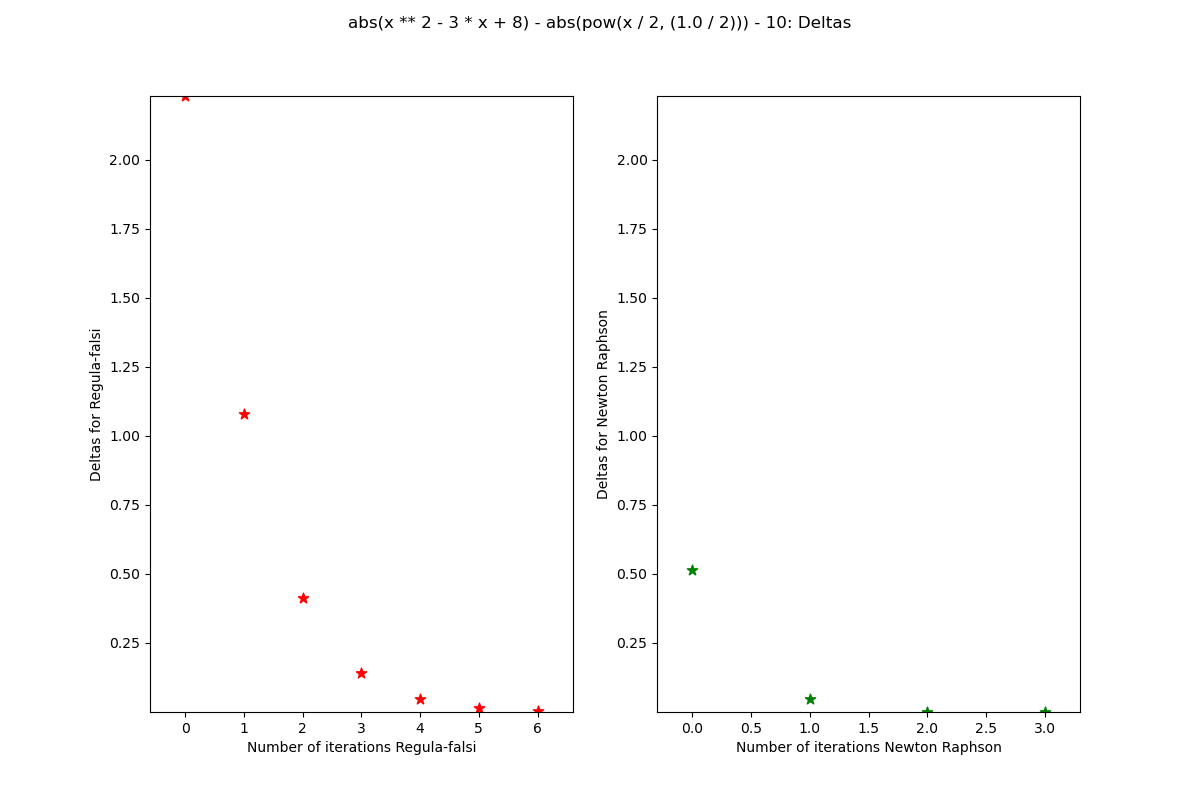 abs(x ** 2 - 3 * x + 8) - abs(pow(x / 2, (1.0 / 2))) - 10: Deltas
Deltas for Regula-falsi
2.00
1.75
1.50
1.25
1.00
0.75
0.50
0.25
0 1 2 3 4 5 6
Number of iterations Regula-falsi
Deltas for Newton Raphson
2.00
1.75
1.50
1.25
1.00
0.75
0.50
0.25
0.0 0.5 1.0 1.5 2.0 2.5 3.0
Number of iterations Newton Raphson